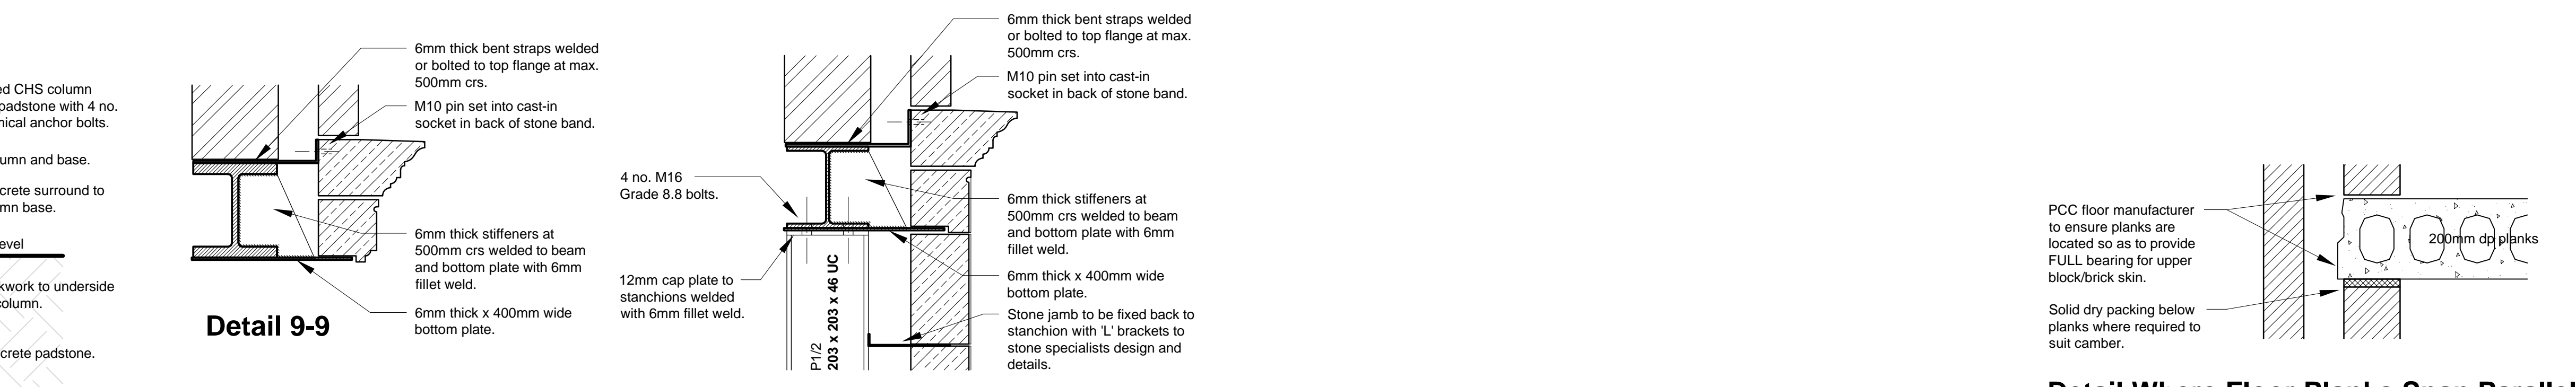 ed CHS column
padstone with 4 no.
mical anchor bolts.
umn and base.
crete surround to
mn base.
evel
kwork to underside
column.
crete padstone.
6mm thick bent straps welded
or bolted to top flange at max.
500mm crs.
M10 pin set into cast-in
socket in back of stone band.
6mm thick stiffeners at
500mm crs welded to beam
and bottom plate with 6mm
fillet weld.
6mm thick x 400mm wide
bottom plate.
Detail 9-9
4 no. M16
Grade 8.8 bolts.
12mm cap plate to
stanchions welded
with 6mm fillet weld.
P1/2
203 x 203 x 46 UC
6mm thick bent straps welded
or bolted to top flange at max.
500mm crs.
M10 pin set into cast-in
socket in back of stone band.
6mm thick stiffeners at
500mm crs welded to beam
and bottom plate with 6mm
fillet weld.
6mm thick x 400mm wide
bottom plate.
Stone jamb to be fixed back to
stanchion with 'L' brackets to
stone specialists design and
details.
PCC floor manufacturer
to ensure planks are
located so as to provide
FULL bearing for upper
block/brick skin.
Solid dry packing below
planks where required to
suit camber.
200mm dp planks
Detail Where Floor Planks Span Parallel